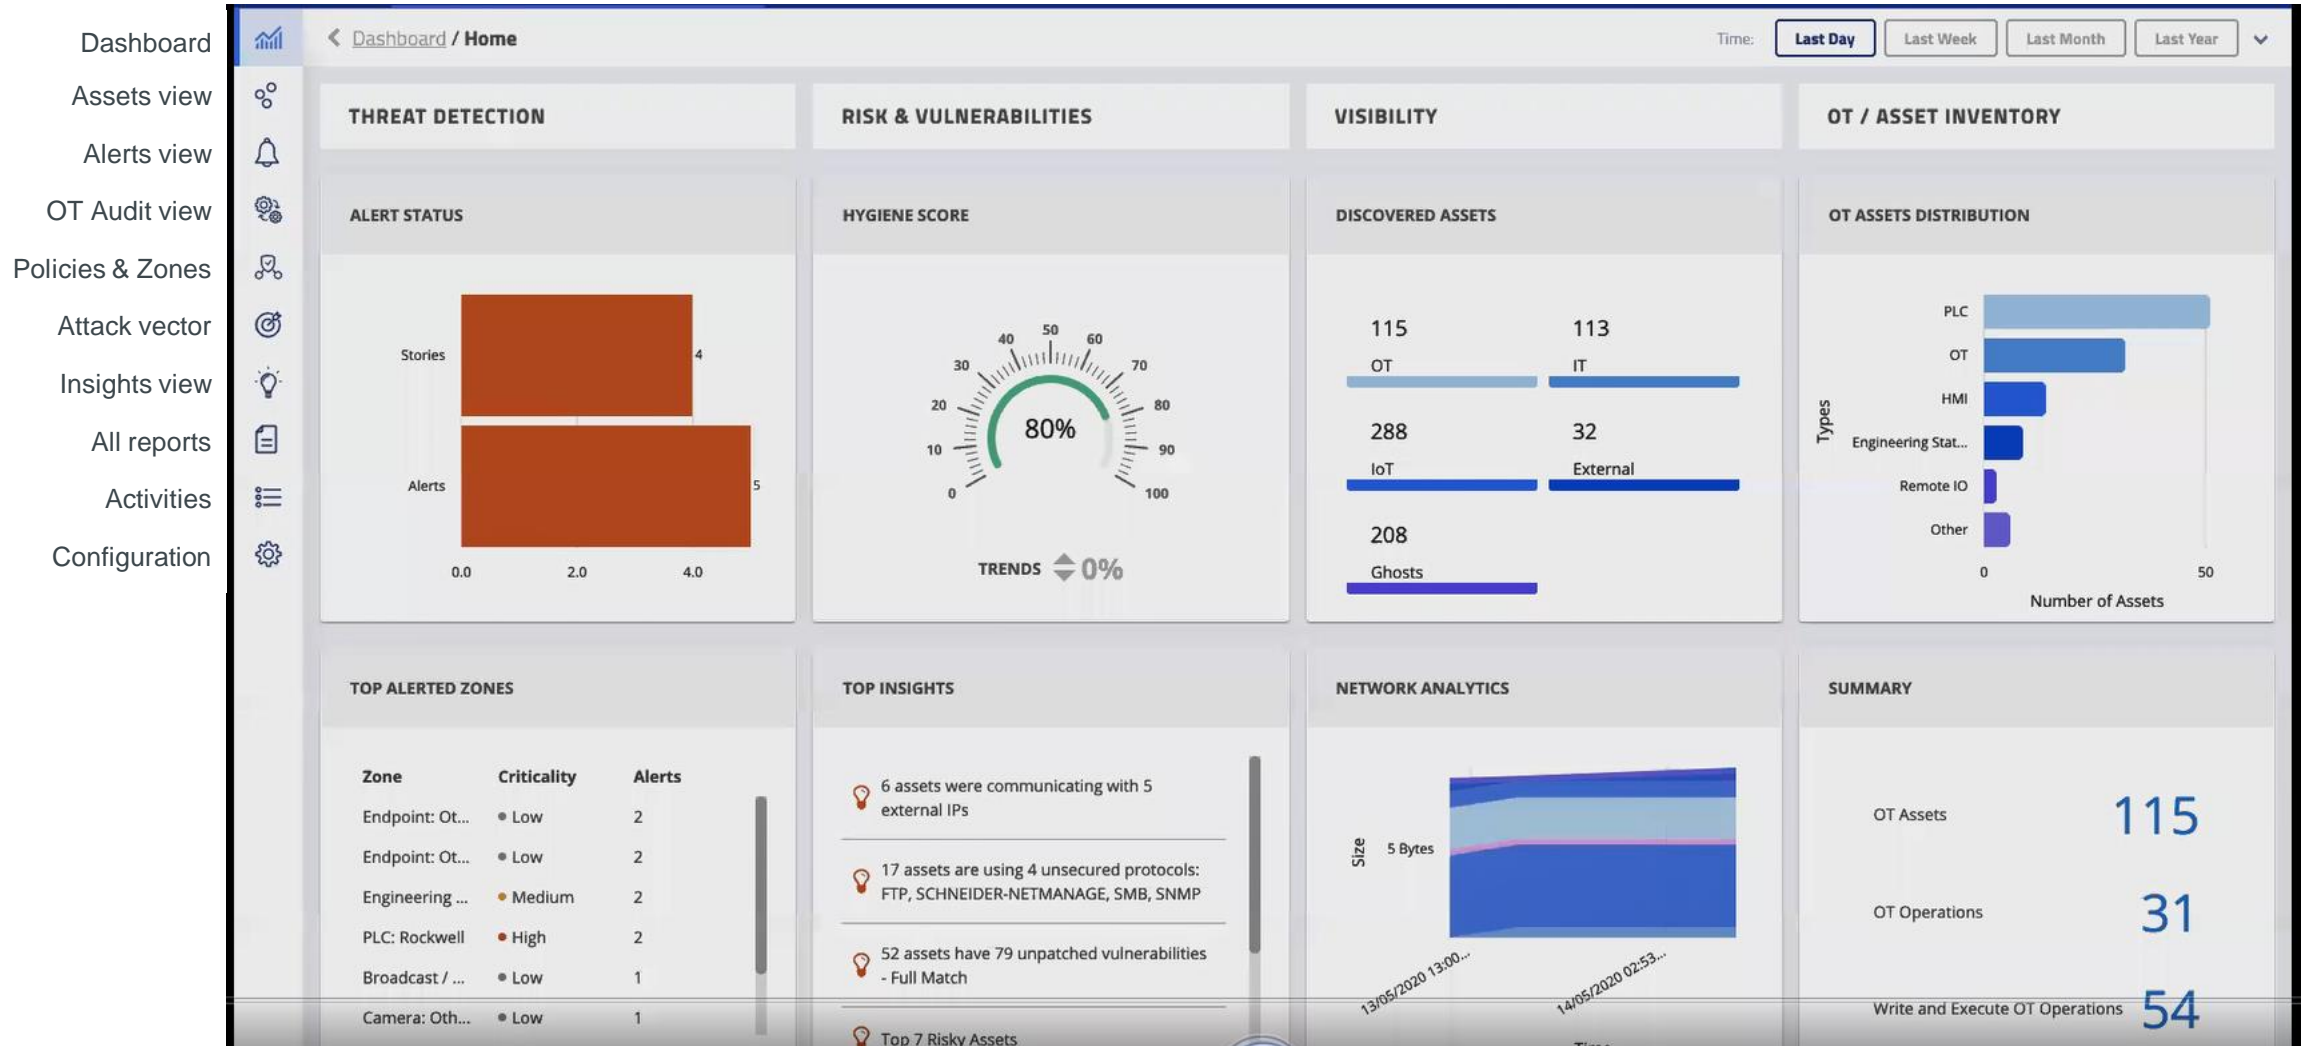 Dashboard
Assets view
Alerts view
OT Audit view
Policies & Zones
Attack vector
Insights view
All reports
Activities
Configuration
Dashboard / Home
Time:
Last Day
Last Week
Last Month
Last Year
THREAT DETECTION
RISK & VULNERABILITIES
VISIBILITY
OT / ASSET INVENTORY
ALERT STATUS
Stories
4
Alerts
5
0.0
2.0
4.0
HYGIENE SCORE
0
10
20
30
40
50
60
70
80
90
100
80%
TRENDS 0%
DISCOVERED ASSETS
115
OT
113
IT
288
IoT
32
External
208
Ghosts
OT ASSETS DISTRIBUTION
Types
PLC
OT
HMI
Engineering Stat...
Remote IO
Other
0
50
Number of Assets
TOP ALERTED ZONES
Zone Criticality Alerts
Endpoint: Ot... Low 2
Endpoint: Ot... Low 2
Engineering ... Medium 2
PLC: Rockwell High 2
Broadcast / ... Low 1
Camera: Oth... Low 1
TOP INSIGHTS
6 assets were communicating with 5
external IPs
17 assets are using 4 unsecured protocols:
FTP, SCHNEIDER-NETMANAGE, SMB, SNMP
52 assets have 79 unpatched vulnerabilities
- Full Match
Top 7 Risky Assets
NETWORK ANALYTICS
Size
5 Bytes
13/05/2020 13:00...
14/05/2020 02:53...
Time
SUMMARY
OT Assets 115
OT Operations 31
Write and Execute OT Operations 54